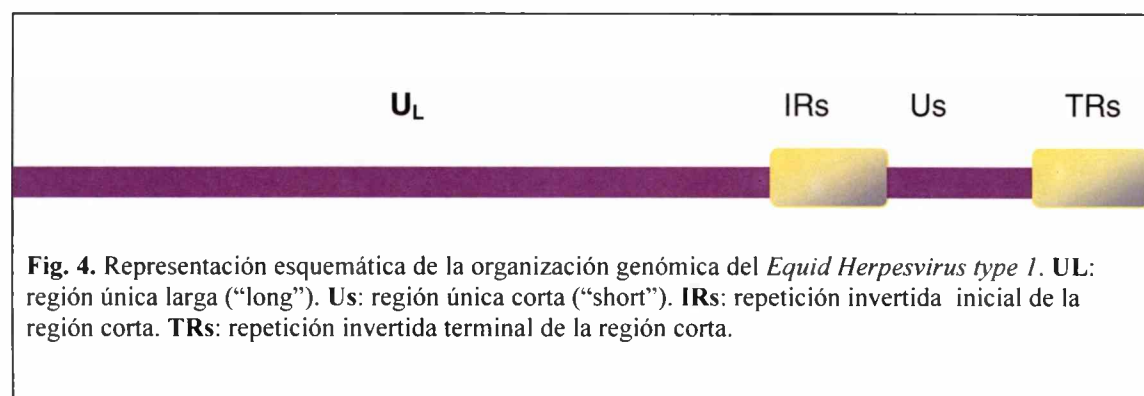 UL IRs Us TRs
Fig. 4. Representación esquemática de la organización genómica del Equid Herpesvirus type 1. UL:
región única larga (“long”). Us: región única corta (“short”). IRs: repetición invertida inicial de la
región corta. TRs: repetición invertida terminal de la región corta.